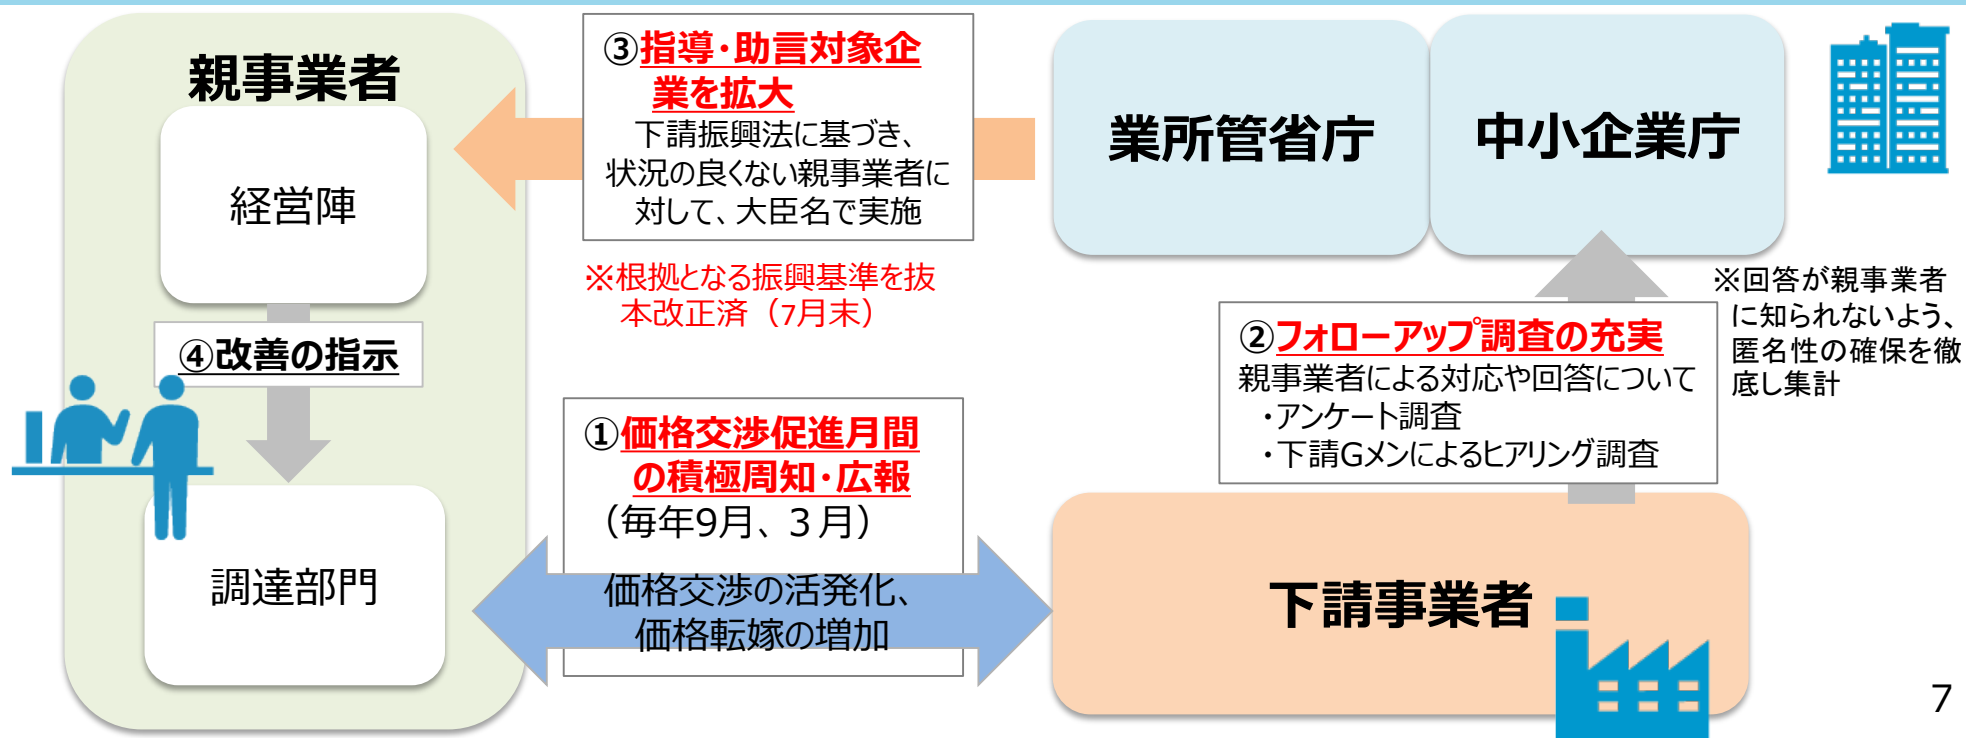 親事業者
経営陣
④改善の指示
調達部門
③指導・助言対象企
業を拡大
下請振興法に基づき、
状況の良くない親事業者に
対して、大臣名で実施
※根拠となる振興基準を抜
本改正済（7月末）
①価格交渉促進月間
の積極周知・広報
（毎年9月、３月）
価格交渉の活発化、
価格転嫁の増加
業所管省庁
中小企業庁
②フォローアップ調査の充実
親事業者による対応や回答について
・アンケート調査
・下請Gメンによるヒアリング調査
※回答が親事業者
に知られないよう、
匿名性の確保を徹
底し集計
下請事業者
7